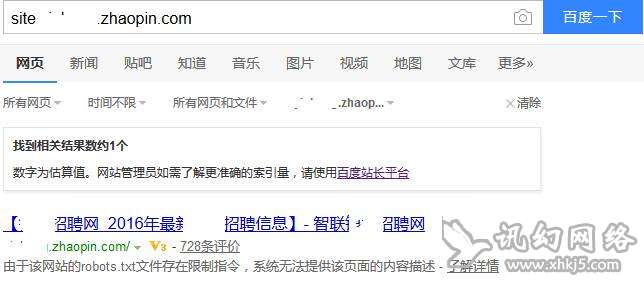 site .zhaopin.com 百度一下
网页 新闻 贴吧 知道 音乐 图片 视频 地图 文库 更多»
所有网页 时间不限 所有网页和文件 .zhaop... 清除
找到相关结果数约1个
数字为估算值。网站管理员如需了解更准确的索引量，请使用百度站长平台
【 招聘网_2016年最新 招聘信息】- 智联 招聘网
.zhaopin.com/ V3 - 728条评价
由于该网站的robots.txt文件存在限制指令，系统无法提供该页面的内容描述 - 了解详情
讯幻网络
www.xhkj5.com